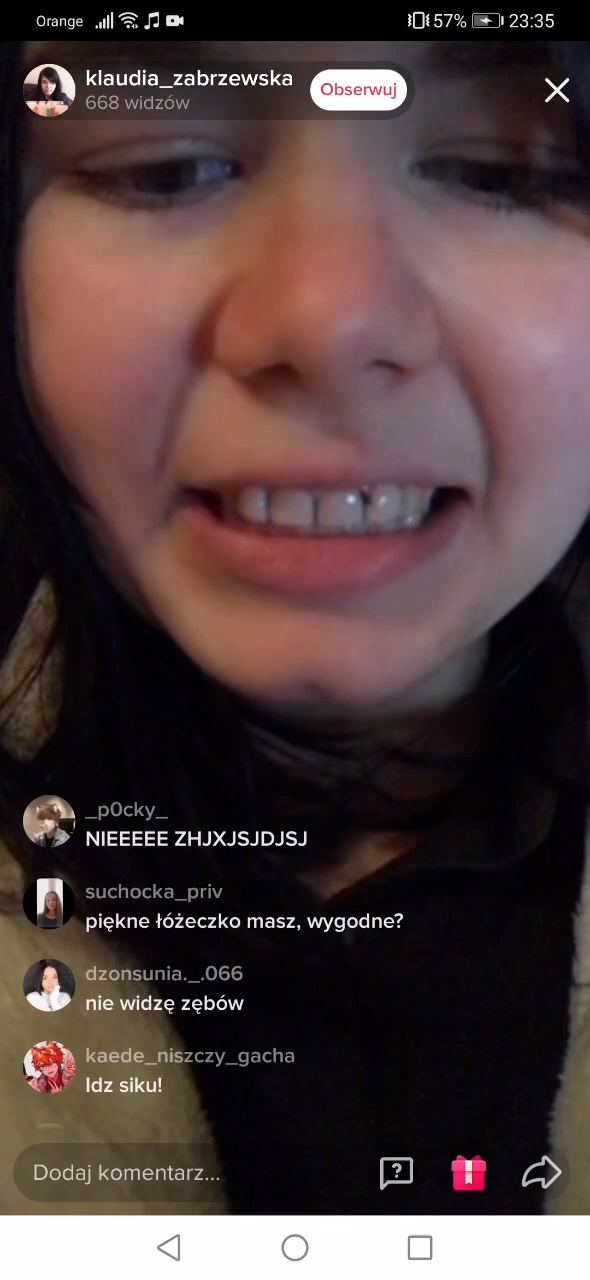 Orange 57% 23:35
klaudia_zabrzewska
668 widzów
Obserwuj
_p0cky_
NIEEEEE ZHJXJSJDJSJ
suchocka_priv
piękne łóżeczko masz, wygodne?
dzonsunia._.066
nie widzę zębów
kaede_niszczy_gacha
Idz siku!
Dodaj komentarz...